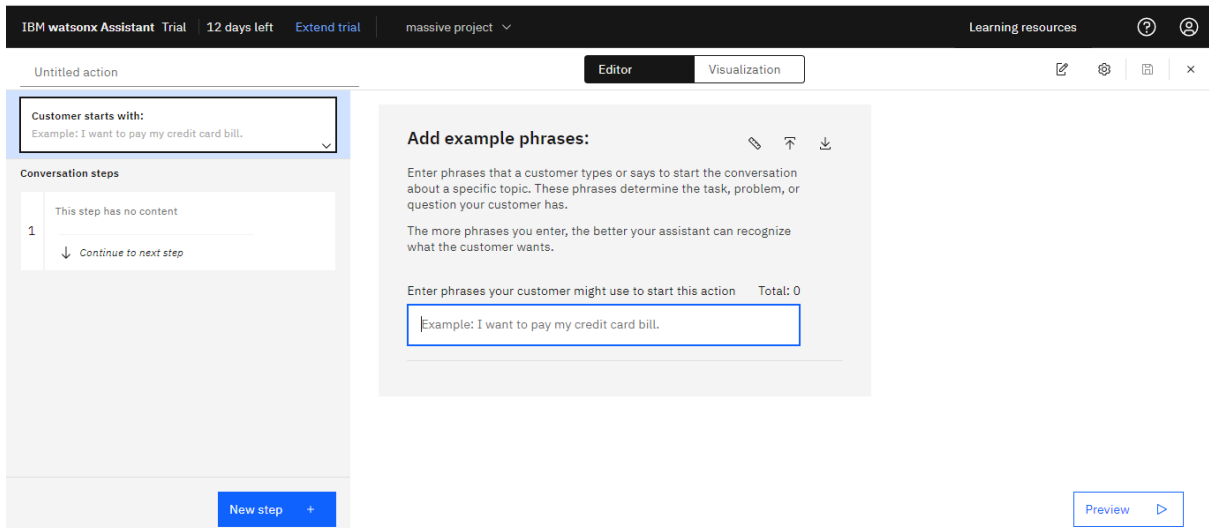 IBM watsonx Assistant Trial 12 days left Extend trial massive project Learning resources
Untitled action Editor Visualization
Customer starts with:
Example: I want to pay my credit card bill.
Conversation steps
1 This step has no content
Continue to next step
New step +
Add example phrases:
Enter phrases that a customer types or says to start the conversation
about a specific topic. These phrases determine the task, problem, or
question your customer has.
The more phrases you enter, the better your assistant can recognize
what the customer wants.
Enter phrases your customer might use to start this action Total: 0
Example: I want to pay my credit card bill.
Preview